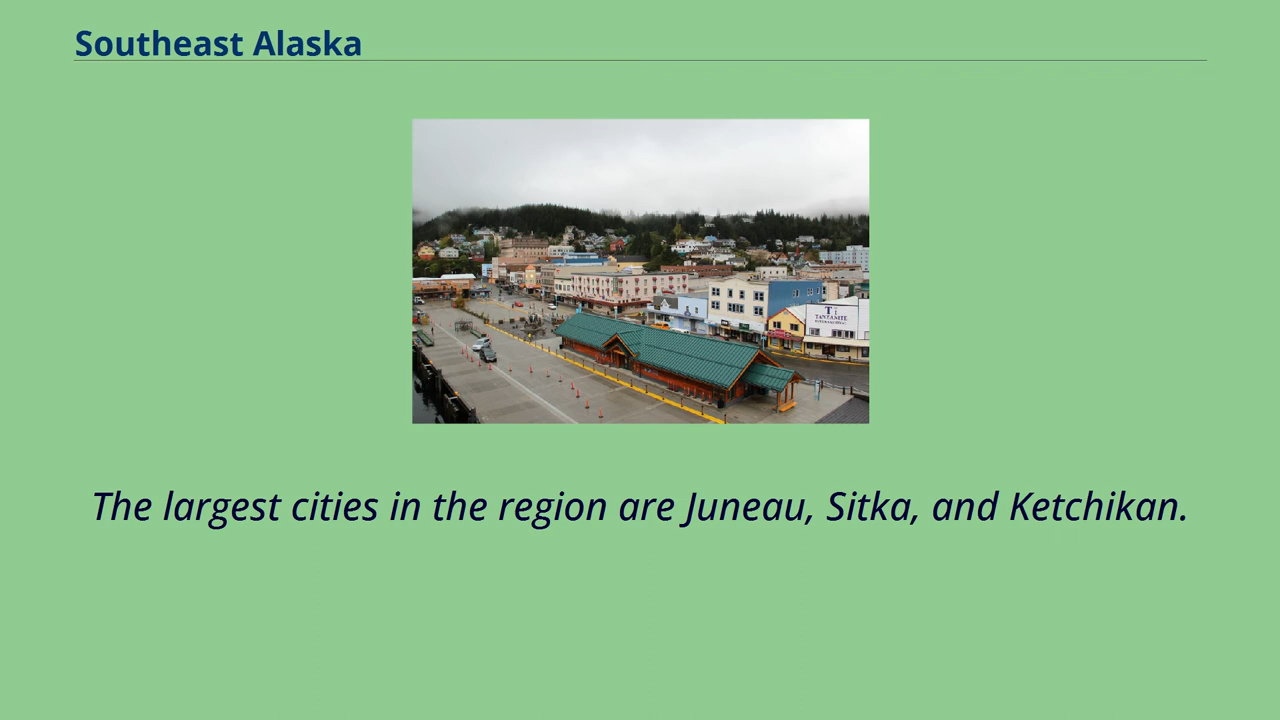 Southeast Alaska
TANZANITE
The largest cities in the region are Juneau, Sitka, and Ketchikan.